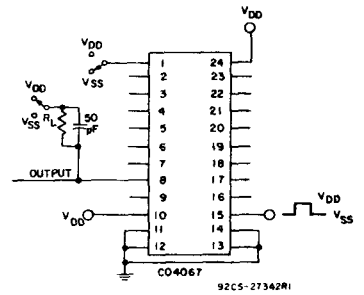 VDD
VDD
VSS
VDD
VSS
RL
50
pF
OUTPUT
VDD
1
2
3
4
5
6
7
8
9
10
11
12
24
23
22
21
20
19
18
17
16
15
14
13
VDD
VSS
CD4067
92CS-27342R1